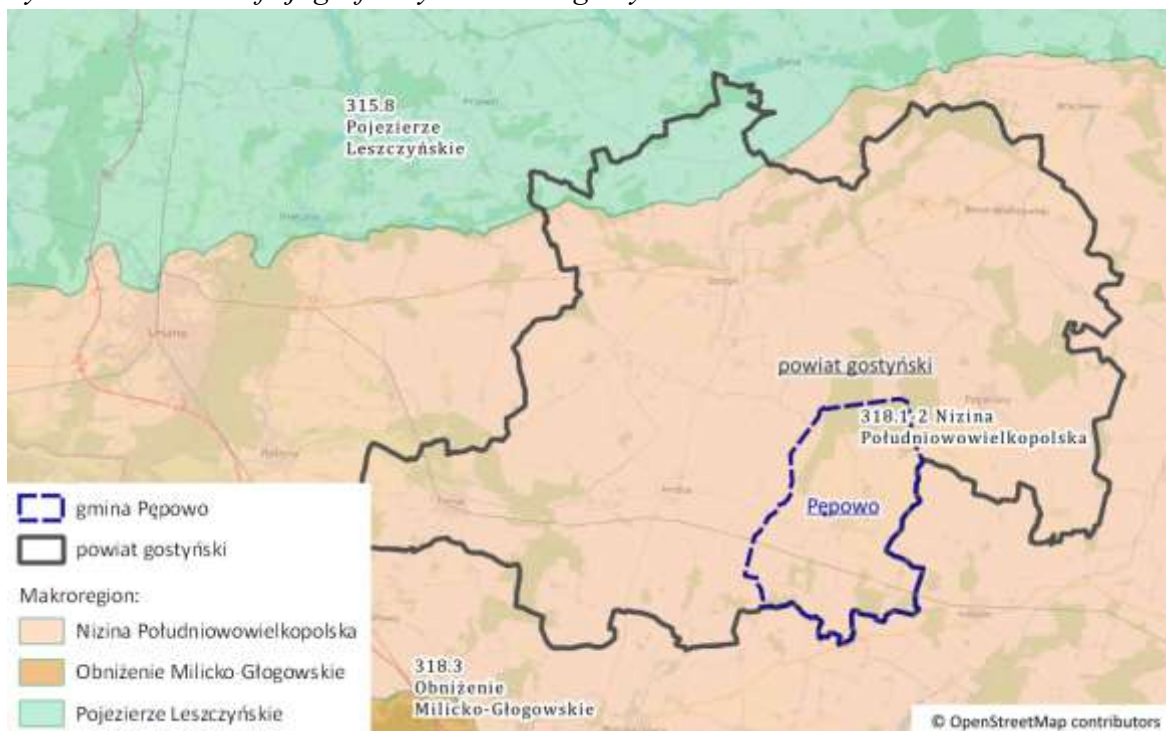 315.8
Pojezierze
Leszczyńskie
powiat gostyński
318.1-2 Nizina
Południowowielkopolska
Pępowo
gmina Pępowo
powiat gostyński
Makroregion:
Nizina Południowowielkopolska
Obniżenie Milicko-Głogowskie
Pojezierze Leszczyńskie
318.3
Obniżenie
Milicko-Głogowskie
© OpenStreetMap contributors